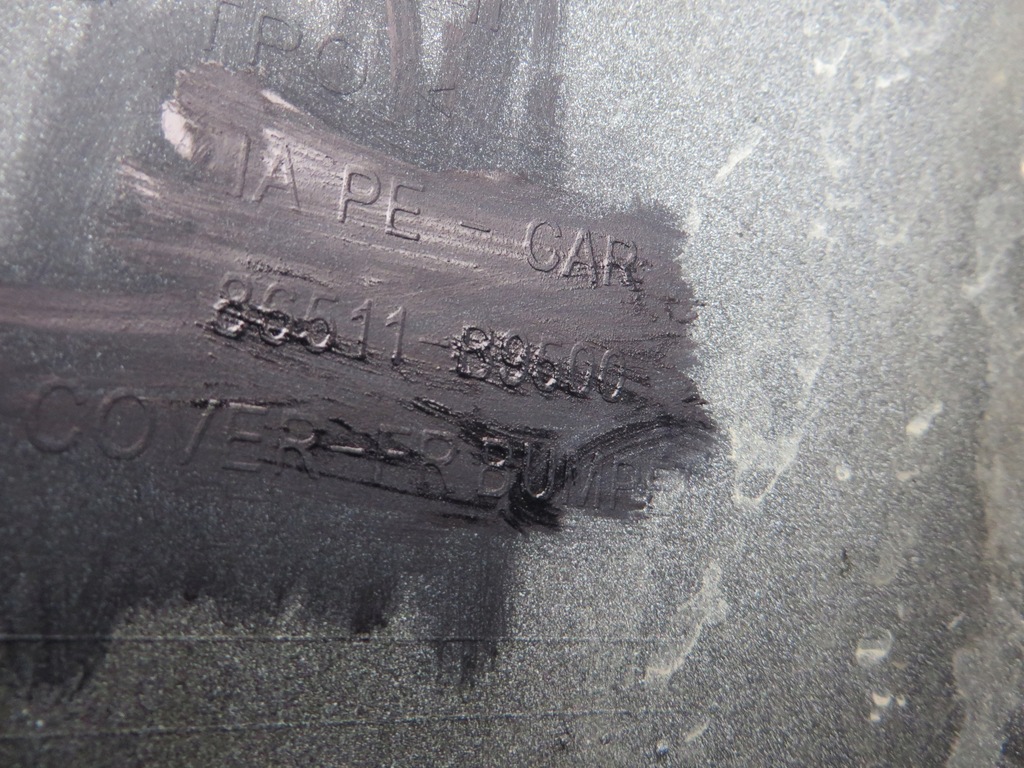 IA PE - CAR
86511-B9500
COVER-FR BUMP